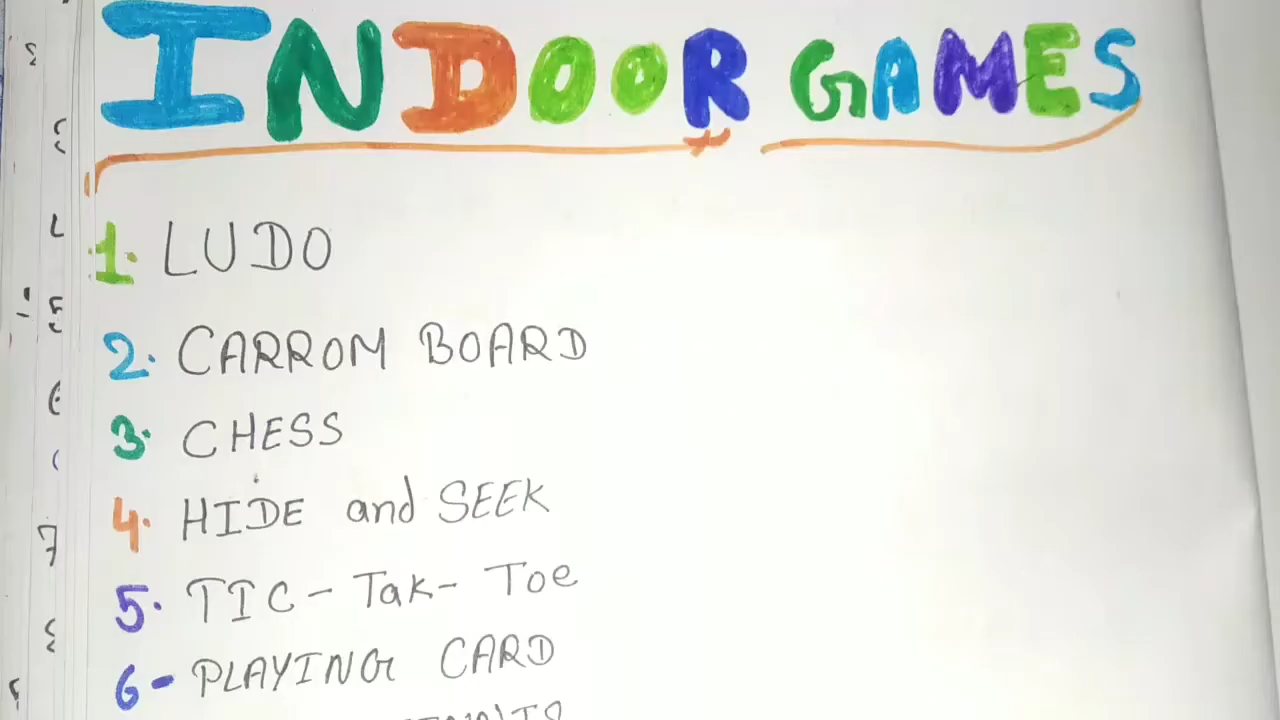 INDOOR GAMES
1. LUDO
2. CARROM BOARD
3. CHESS
4. HIDE and SEEK
5. TIC - Tak - Toe
6 - PLAYING CARD